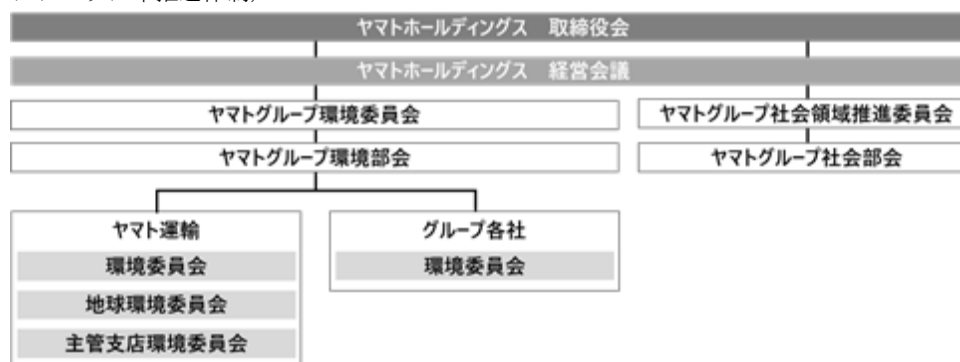 ヤマトホールディングス　取締役会
ヤマトホールディングス　経営会議
ヤマトグループ環境委員会
ヤマトグループ社会領域推進委員会
ヤマトグループ環境部会
ヤマトグループ社会部会
ヤマト運輸
環境委員会
地球環境委員会
主管支店環境委員会
グループ各社
環境委員会